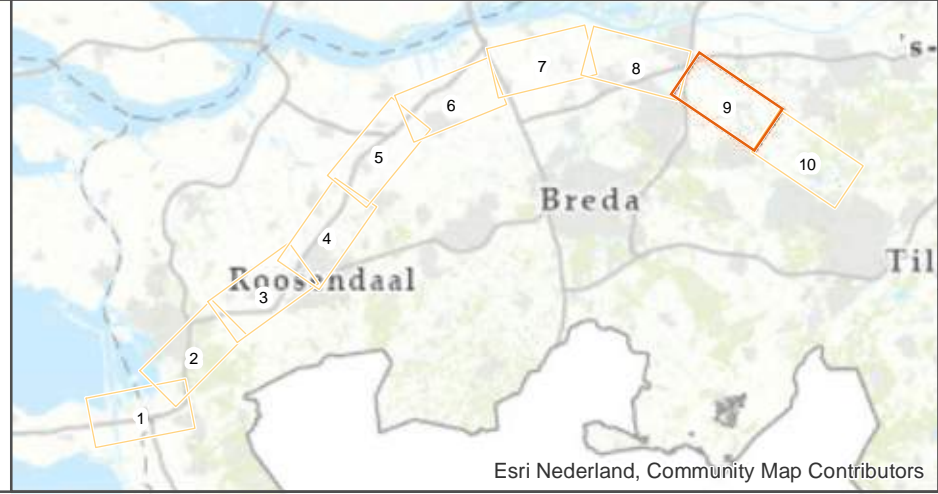 's-
7
8
6
9
5
10
Breda
4
Til
Roosendaal
3
2
1
Esri Nederland, Community Map Contributors